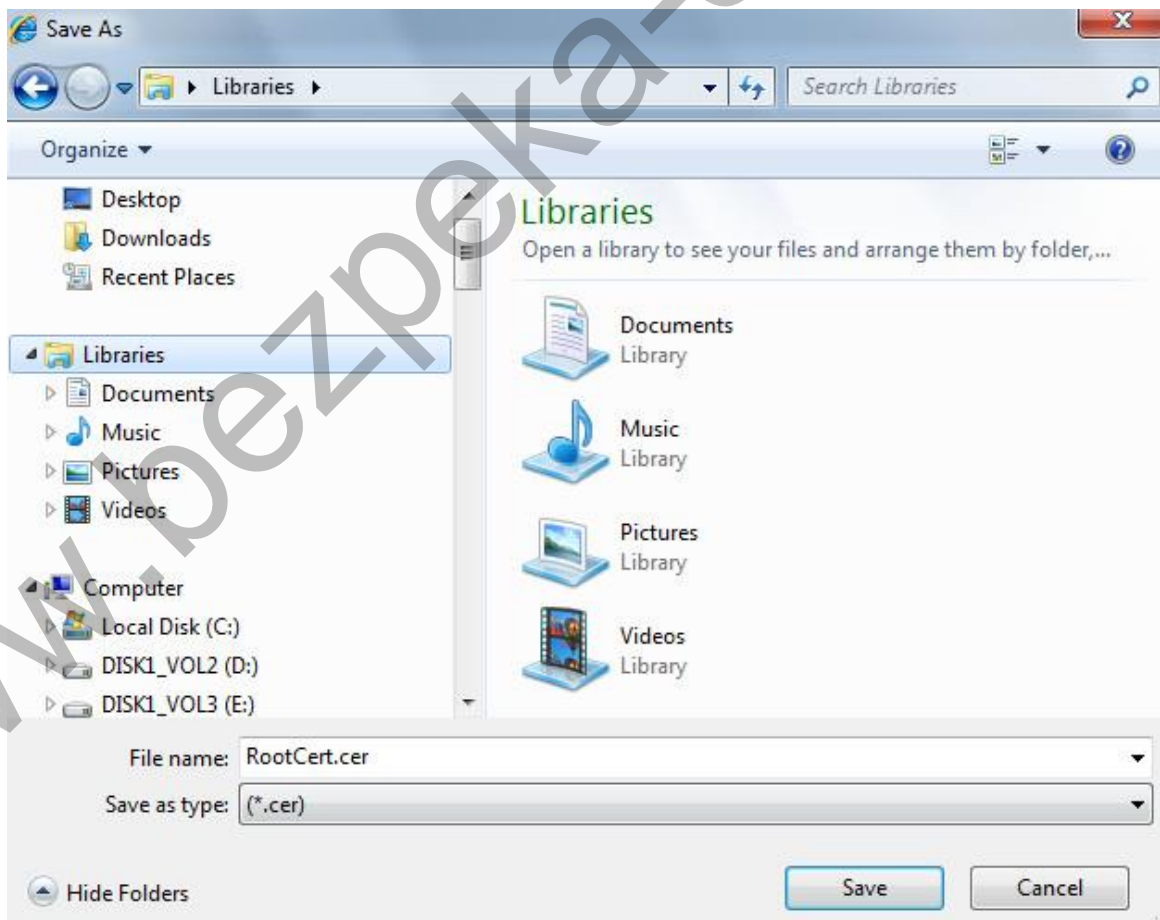 Save As
Libraries
Search Libraries
Organize
Desktop
Downloads
Recent Places
Libraries
Documents
Music
Pictures
Videos
Computer
Local Disk (C:)
DISK1_VOL2 (D:)
DISK1_VOL3 (E:)
Libraries
Open a library to see your files and arrange them by folder,...
Documents
Library
Music
Library
Pictures
Library
Videos
Library
File name: RootCert.cer
Save as type: (*.cer)
Hide Folders
Save
Cancel
w.bezpeka-